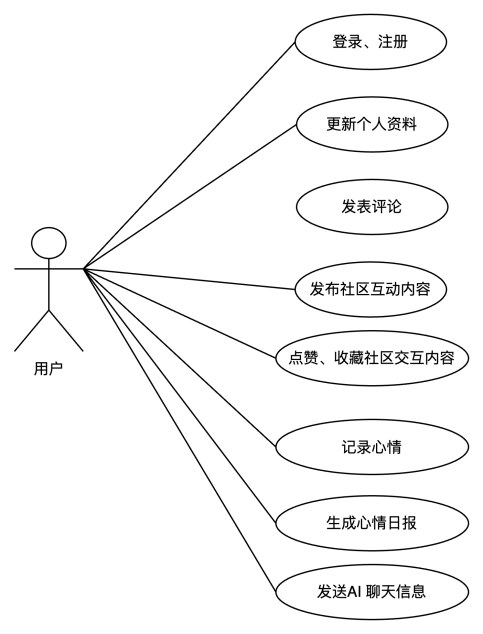 登录、注册
更新个人资料
发表评论
发布社区互动内容
点赞、收藏社区交互内容
用户
记录心情
生成心情日报
发送AI 聊天信息